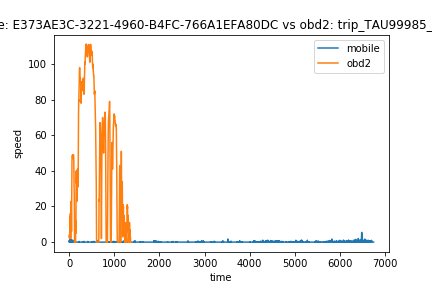 e: E373AE3C-3221-4960-B4FC-766A1EFA80DC vs obd2: trip_TAU99985_
mobile
obd2
speed
100
80
60
40
20
0
0 1000 2000 3000 4000 5000 6000 7000
time